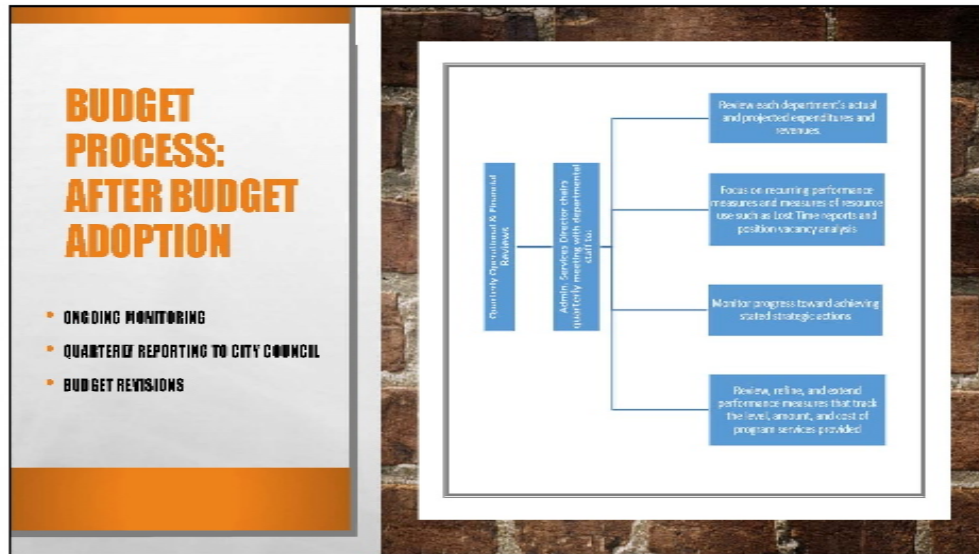 BUDGET
PROCESS:
AFTER BUDGET
ADOPTION
• ONGOING MONITORING
• QUARTERLY REPORTING TO CITY COUNCIL
• BUDGET REVISIONS
Quarterly Operational & Financial
Reviews
Admin. Services Director chairs
quarterly meeting with departmental
staff to:
Review each department's actual
and projected expenditures and
revenues.
Focus on recurring performance
measures and measures of resource
use such as Lost Time reports and
position vacancy analysis
Monitor progress toward achieving
stated strategic actions
Review, refine, and extend
performance measures that track
the level, amount, and cost of
program services provided